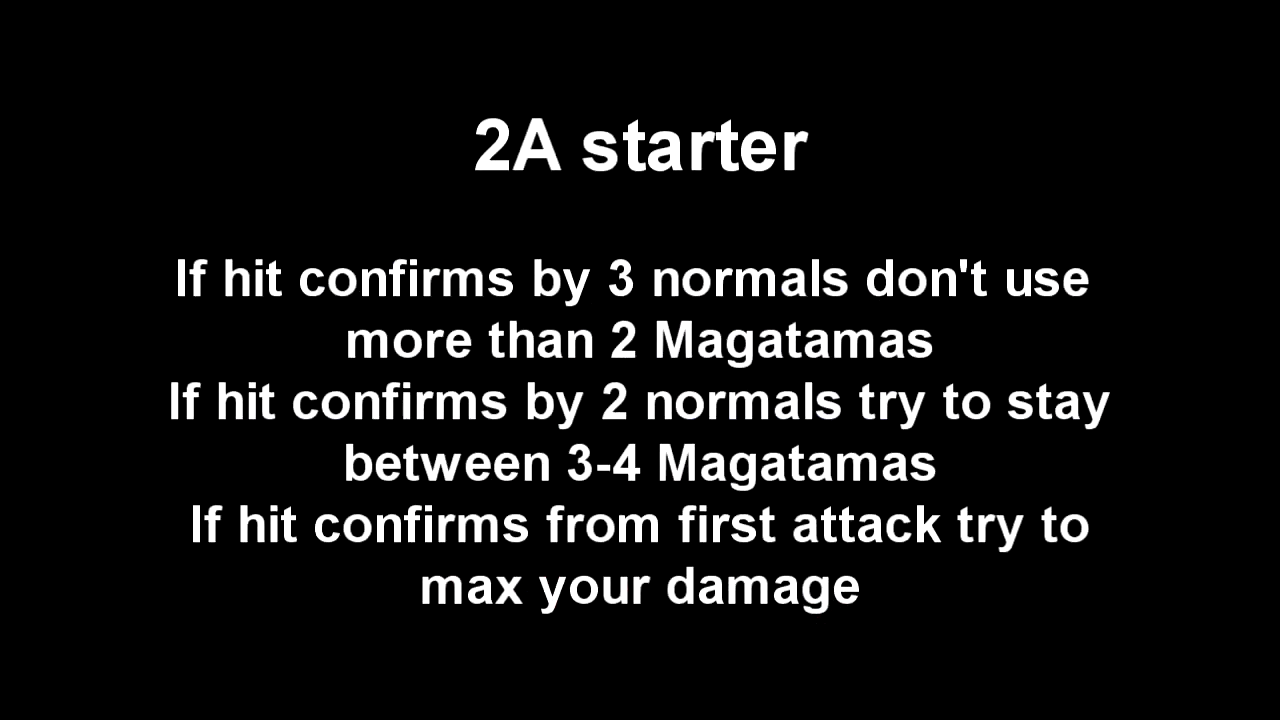 2A starter
If hit confirms by 3 normals don't use
more than 2 Magatamas
If hit confirms by 2 normals try to stay
between 3-4 Magatamas
If hit confirms from first attack try to
max your damage